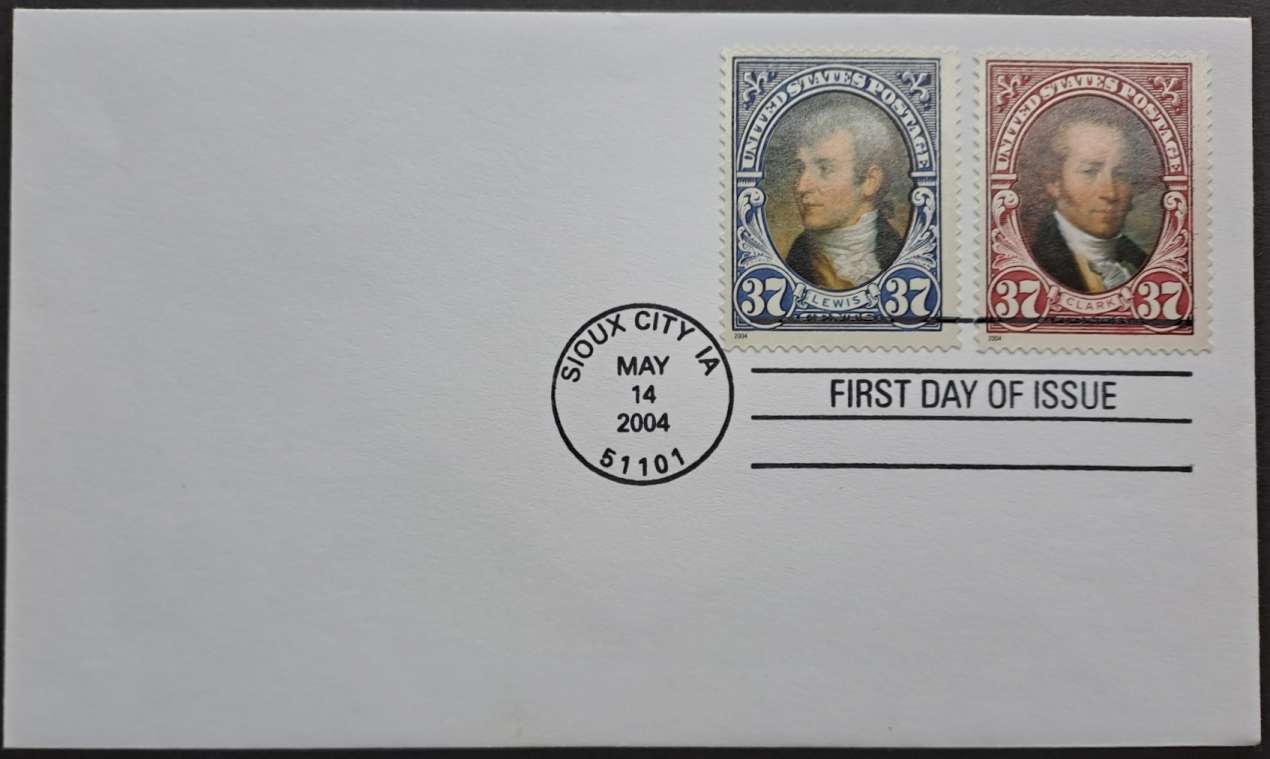 UNITED STATES POSTAGE
37 LEWIS 37
2004
UNITED STATES POSTAGE
37 CLARK 37
2004
SIOUX CITY IA
MAY
14
2004
51101
FIRST DAY OF ISSUE